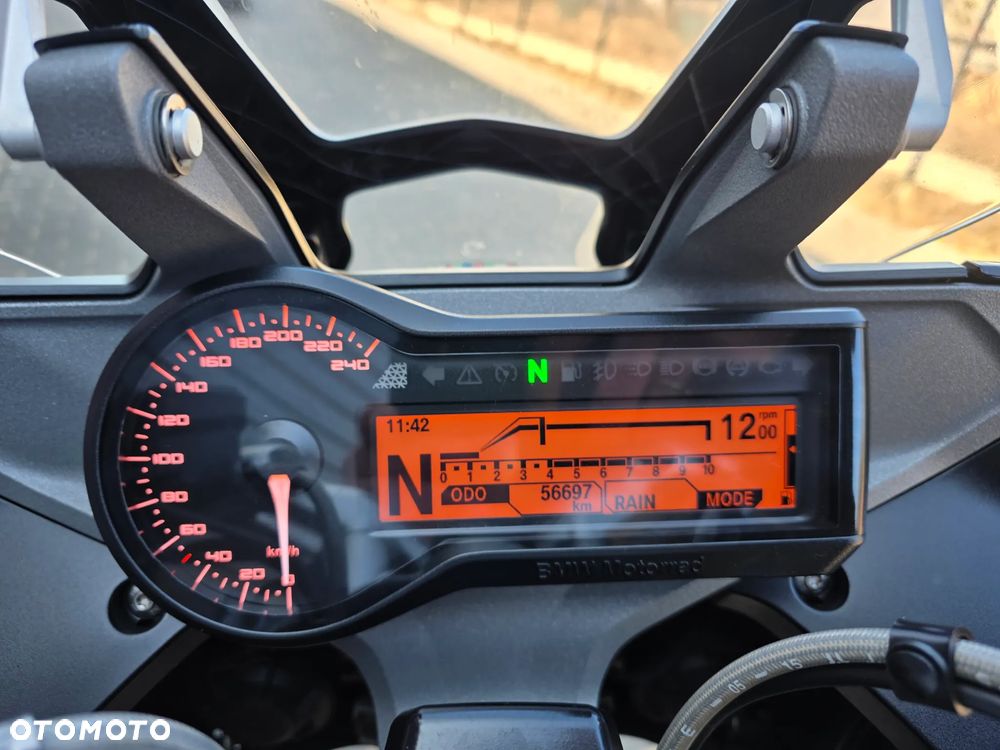 240
220
200
180
160
140
120
100
80
60
40
20
0
km/h
N
11:42
12 00 rpm
N
0 1 2 3 4 5 6 7 8 9 10
ODO 56697 km RAIN MODE
BMW Motorrad
05 15
OTOMOTO